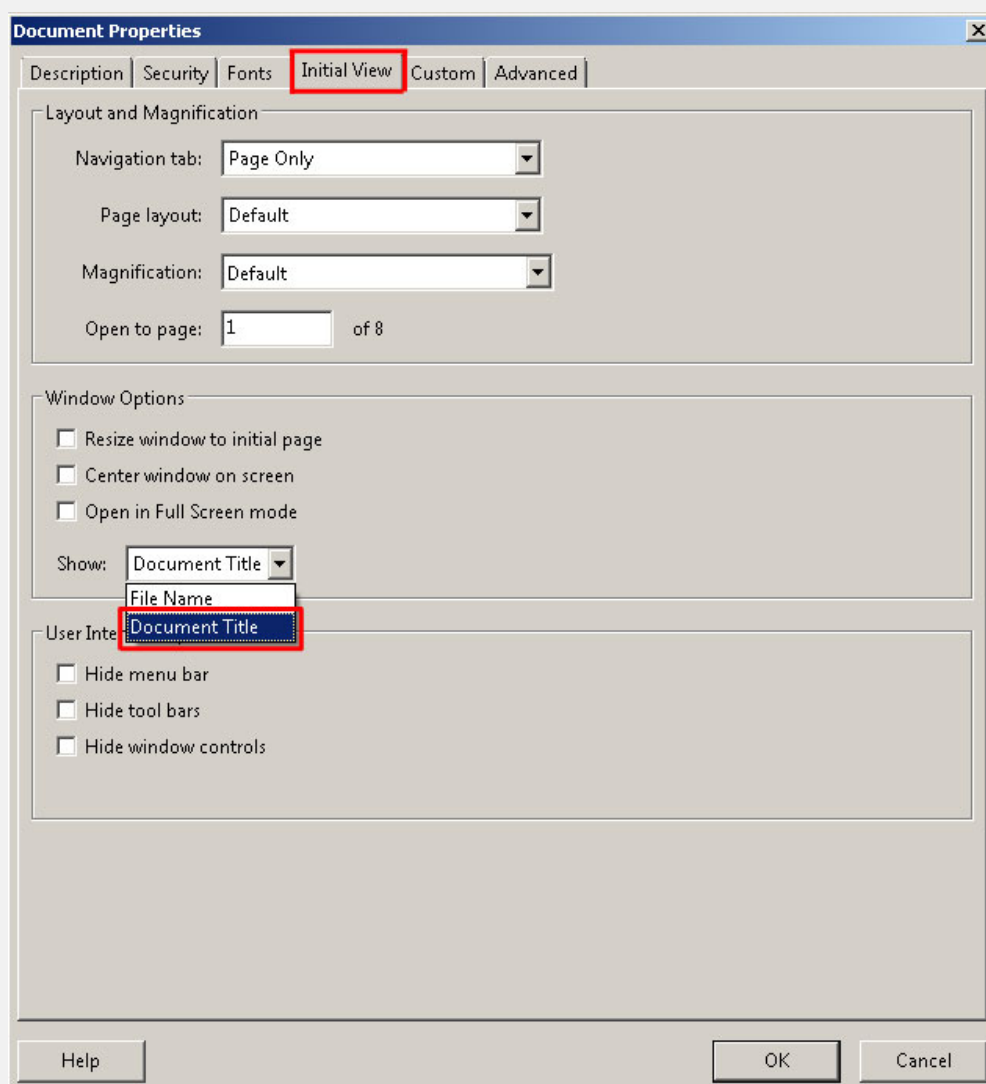 Document Properties
Description Security Fonts Initial View Custom Advanced
Layout and Magnification
Navigation tab: Page Only
Page layout: Default
Magnification: Default
Open to page: 1 of 8
Window Options
Resize window to initial page
Center window on screen
Open in Full Screen mode
Show: Document Title
File Name
Document Title
User Inte
Hide menu bar
Hide tool bars
Hide window controls
Help OK Cancel